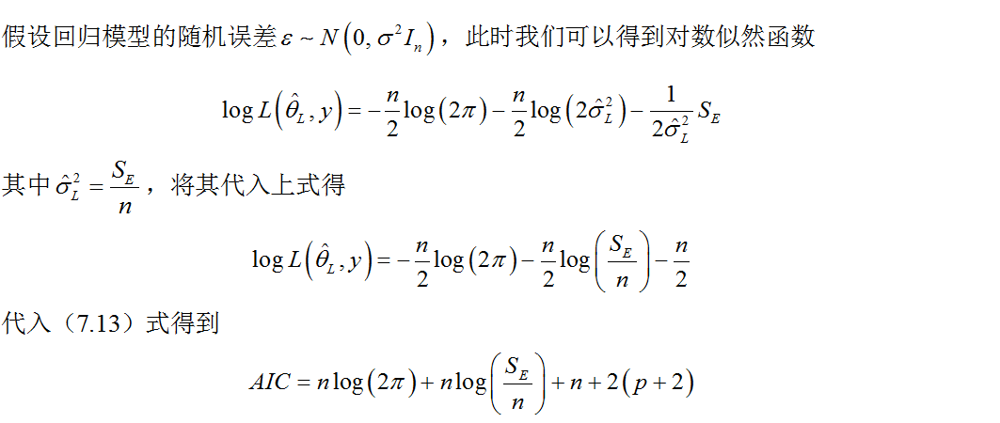 假设回归模型的随机误差 $\varepsilon \sim N\left(0, \sigma^2 I_n\right)$，此时我们可以得到对数似然函数
$\log L\left(\hat{\theta}_L, y\right) = -\frac{n}{2}\log\left(2\pi\right) - \frac{n}{2}\log\left(2\hat{\sigma}_L^2\right) - \frac{1}{2\hat{\sigma}_L^2} S_E$
其中 $\hat{\sigma}_L^2 = \frac{S_E}{n}$，将其代入上式得
$\log L\left(\hat{\theta}_L, y\right) = -\frac{n}{2}\log\left(2\pi\right) - \frac{n}{2}\log\left(\frac{S_E}{n}\right) - \frac{n}{2}$
代入（7.13）式得到
$AIC = n\log\left(2\pi\right) + n\log\left(\frac{S_E}{n}\right) + n + 2\left(p+2\right)$